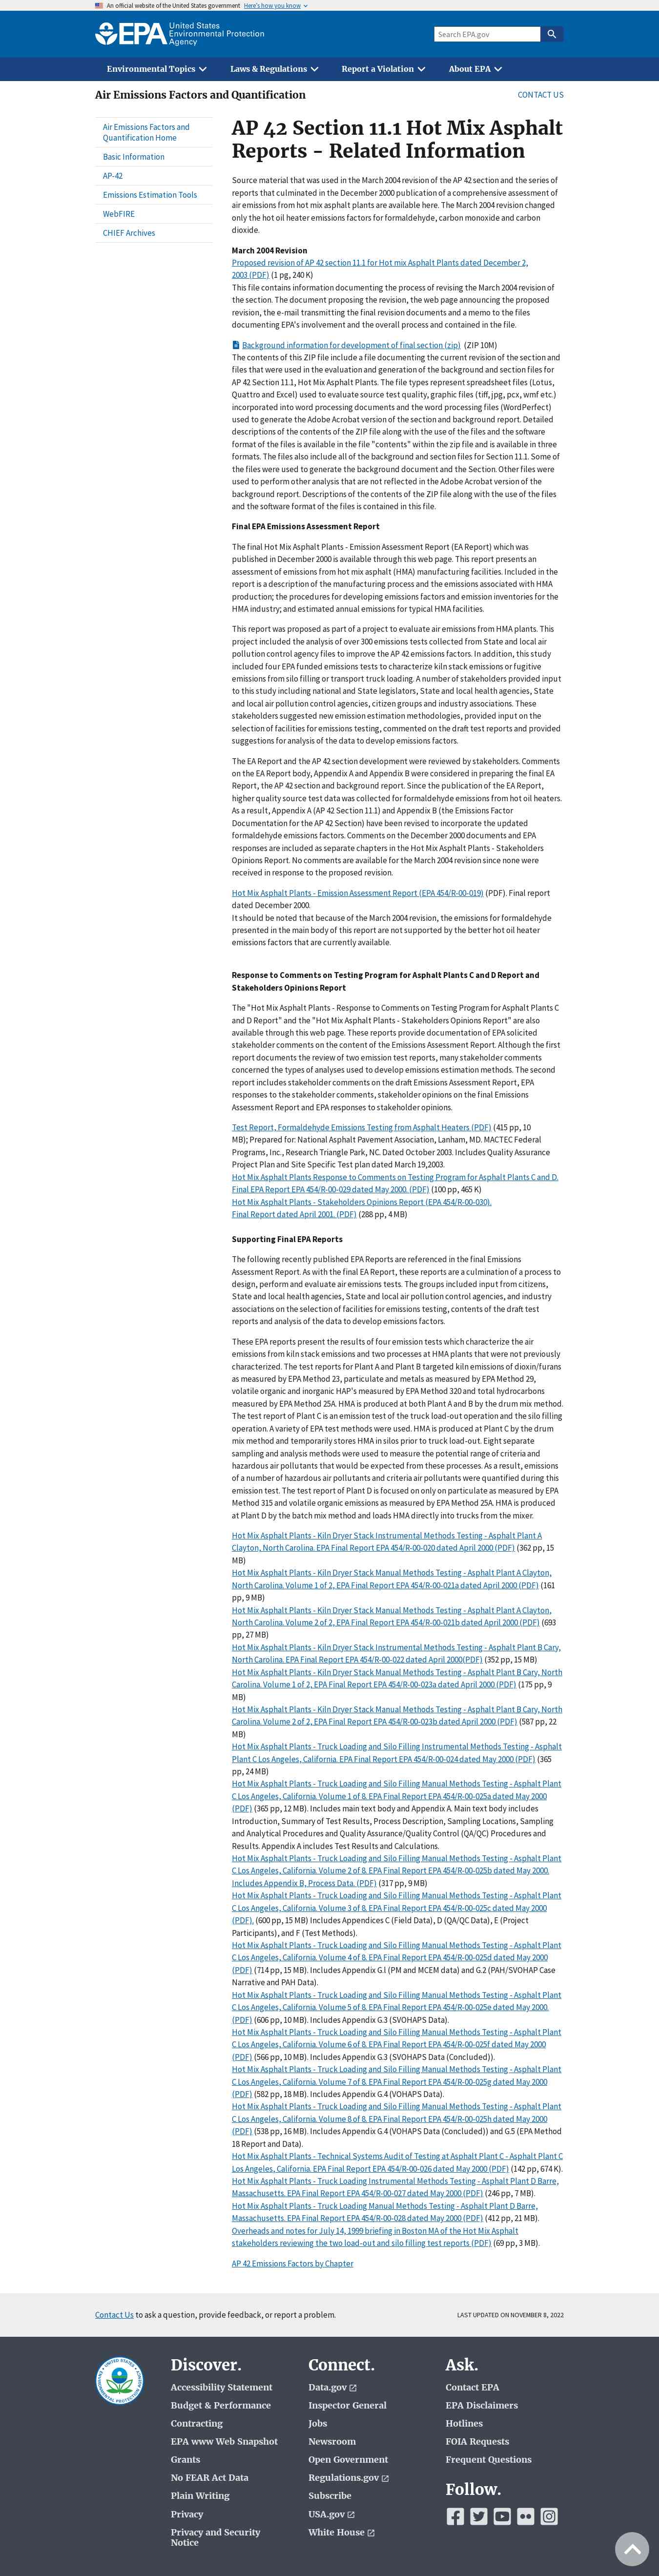 An official website of the United States government Here's how you know
EPA United States
Environmental Protection
Agency
Search EPA.gov
Environmental Topics
Laws & Regulations
Report a Violation
About EPA
Air Emissions Factors and Quantification
CONTACT US
Air Emissions Factors and
Quantification Home
Basic Information
AP-42
Emissions Estimation Tools
WebFIRE
CHIEF Archives
AP 42 Section 11.1 Hot Mix Asphalt
Reports - Related Information
Source material that was used in the March 2004 revision of the AP 42 section and the series of
reports that culminated in the December 2000 publication of a comprehensive assessment of
air emissions from hot mix asphalt plants are available here. The March 2004 revision changed
only the hot oil heater emissions factors for formaldehyde, carbon monoxide and carbon
dioxide.
March 2004 Revision
Proposed revision of AP 42 section 11.1 for Hot mix Asphalt Plants dated December 2,
2003 (PDF) (1 pg, 240 K)
This file contains information documenting the process of revising the March 2004 revision of
the section. The document proposing the revision, the web page announcing the proposed
revision, the e-mail transmitting the final revision documents and a memo to the files
documenting EPA's involvement and the overall process and contained in the file.
Background information for development of final section (zip) (ZIP 10M)
The contents of this ZIP file include a file documenting the current revision of the section and
files that were used in the evaluation and generation of the background and section files for
AP 42 Section 11.1, Hot Mix Asphalt Plants. The file types represent spreadsheet files (Lotus,
Quattro and Excel) used to evaluate source test quality, graphic files (tiff, jpg, pcx, wmf etc.)
incorporated into word processing documents and the word processing files (WordPerfect)
used to generate the Adobe Acrobat version of the section and background report. Detailed
descriptions of the contents of the ZIP file along with the use of the files and the software
format of the files is available in the file "contents" within the zip file and is available in three
formats. The files also include all of the background and section files for Section 11.1. Some of
the files were used to generate the background document and the Section. Other files were
used to perform other analysis that are not reflected in either the section or the above
background report. Descriptions of the contents of the ZIP file along with the use of the files
and the software format of the files is contained in this file.
Final EPA Emissions Assessment Report
The final Hot Mix Asphalt Plants - Emission Assessment Report (EA Report) which was
published in December 2000 is available through this web page. This report presents an
assessment of emissions from hot mix asphalt (HMA) manufacturing facilities. Included in the
report is a description of the manufacturing process and the emissions associated with HMA
production; the procedures for developing emissions factors and emission inventories for the
HMA industry; and estimated annual emissions for typical HMA facilities.
This report was proposed as part of a project to evaluate air emissions from HMA plants. This
project included the analysis of over 300 emissions tests collected from State and local air
pollution control agency files to improve the AP 42 emissions factors. In addition, this study
included four EPA funded emissions tests to characterize kiln stack emissions and fugitive
emissions from silo filling or transport truck loading. A number of stakeholders provided input
to this study including national and State legislators, State and local health agencies, State
and local air pollution control agencies, citizen groups and industry stakeholders. These
stakeholders suggested new emission estimation methodologies, provided input on the
selection of facilities for emissions testing, commented on the draft test reports and provided
suggestions for analysis of the data to develop emissions factors.
The EA Report and the AP 42 section development were reviewed by stakeholders. Comments
on the EA Report body, Appendix A and B were considered in preparing the final EA
Report, the AP 42 section and background report. Since the publication of the EA Report,
higher quality source test data was collected for formaldehyde emissions from hot oil heaters.
As a result, Appendix A (AP 42 Section 11.1) and Appendix B (the Emissions Factor
Documentation for the AP 42 Section) have been revised to incorporate the updated
formaldehyde emissions factors. Comments on the December 2000 documents and EPA
responses are included as separate chapters in the Hot Mix Asphalt Plants - Stakeholders
Opinions Report. No comments are available for the March 2004 revision since none were
received in response to the proposed revision.
Hot Mix Asphalt Plants - Emission Assessment Report (EPA 454/R-00-019) (PDF). Final report
dated December 2000.
It should be noted that because of the March 2004 revision, the emissions for formaldehyde
presented in the main body of this report are not supported by the better hot oil heater
emissions factors that are currently available.
Response to Comments on Testing Program for Asphalt Plants C and D Report and
Stakeholders Opinions Report
The "Hot Mix Asphalt Plants - Response to Comments on Testing Program for Asphalt Plants C
and D Report" and the "Hot Mix Asphalt Plants - Stakeholders Opinions Report" are also
available through this web page. These reports provide documentation of EPA solicited
stakeholder comments on the content of the Emissions Assessment Report. Although the first
report documents the review of two emission test reports, many stakeholder comments
concerned the types of analyses used to develop emissions estimation methods. The second
report includes stakeholder comments on the draft Emissions Assessment Report, EPA
responses to the stakeholder comments, stakeholder comments on the final Emissions
Assessment Report and EPA responses to stakeholder opinions.
Test Report, Formaldehyde Emissions Testing from Asphalt Heaters (PDF) (415 pp, 10
MB); Prepared for: National Asphalt Pavement Association, Lanham, MD. MACTEC Federal
Programs, Inc., Research Triangle Park, NC. Dated October 2003. Includes Quality Assurance
Project Plan and Site Specific Test plan dated March 19,2003.
Hot Mix Asphalt Plants Response to Comments on Testing Program for Asphalt Plants C and D.
Final EPA Report EPA 454/R-00-029 dated May 2000. (PDF) (100 pp, 465 K)
Hot Mix Asphalt Plants - Stakeholders Opinions Report (EPA 454/R-00-030).
Final Report dated April 2001. (PDF) (288 pp, 4 MB)
Supporting Final EPA Reports
The following recently published EPA Reports are referenced in the final Emissions
Assessment Report. As with the final EA Report, these reports are a culmination of a process to
design, perform and evaluate air emissions tests. The groups included input from citizens,
State and local health agencies, State and local air pollution control agencies, and industry
associations on the selection of facilities for emissions testing, contents of the draft test
reports and analysis of the data to develop emissions factors.
These EPA reports present the results of four emission tests which characterize the air
emissions from kiln stack emissions and two processes at HMA plants that were not previously
characterized. The test reports for Plant A and Plant B targeted kiln emissions of dioxin/furans
as measured by EPA Method 23, particulate and metals as measured by EPA Method 29,
volatile organic and inorganic HAP's measured by EPA Method 320 and total hydrocarbons
measured by EPA Method 25A. HMA is produced at both Plant A and B by the drum mix method.
The test report of Plant C is an emission test of the truck load-out operation and the silo filling
operation. A wide variety of test methods were used. HMA is produced at Plant C by the drum
mix method and temporarily stores HMA in silos prior to truck load-out. Eight separate
sampling and analysis methods were used to measure the potential emissions of air toxics and
hazardous air pollutants that would be expected from these processes. As a result, emissions
of a number of hazardous air pollutants and criteria air pollutants were quantified during this
emission test. The test report of Plant D is focused only on particulate as measured by EPA
Method 315 and volatile organic emissions as measured by EPA Method 25A. HMA is produced
at Plant D by the batch mix method and loads HMA directly into trucks from the mixer.
Hot Mix Asphalt Plants - Kiln Dryer Stack Instrumental Methods Testing - Asphalt Plant A
Clayton, North Carolina. EPA Final Report EPA 454/R-00-020 dated April 2000 (PDF) (362 pp, 15
MB)
Hot Mix Asphalt Plants - Kiln Dryer Stack Manual Methods Testing - Asphalt Plant A Clayton,
North Carolina. Volume 1 of 2, EPA Final Report EPA 454/R-00-021a dated April 2000 (PDF) (161
pp, 9 MB)
Hot Mix Asphalt Plants - Kiln Dryer Stack Manual Methods Testing - Asphalt Plant A Clayton,
North Carolina. Volume 2 of 2, EPA Final Report EPA 454/R-00-021b dated April 2000 (PDF) (693
pp, 27 MB)
Hot Mix Asphalt Plants - Kiln Dryer Stack Instrumental Methods Testing - Asphalt Plant B Cary,
North Carolina. EPA Final Report EPA 454/R-00-022 dated April 2000(PDF) (352 pp, 15 MB)
Hot Mix Asphalt Plants - Kiln Dryer Stack Manual Methods Testing - Asphalt Plant B Cary, North
Carolina. Volume 1 of 2, EPA Final Report EPA 454/R-00-023a dated April 2000 (PDF) (175 pp, 9
MB)
Hot Mix Asphalt Plants - Kiln Dryer Stack Manual Methods Testing - Asphalt Plant B Cary, North
Carolina. Volume 2 of 2, EPA Final Report EPA 454/R-00-023b dated April 2000 (PDF) (587 pp, 22
MB)
Hot Mix Asphalt Plants - Truck Loading and Silo Filling Instrumental Methods Testing - Asphalt
Plant C Los Angeles, California. EPA Final Report EPA 454/R-00-024 dated May 2000 (PDF) (365
pp, 24 MB)
Hot Mix Asphalt Plants - Truck Loading and Silo Filling Manual Methods Testing - Asphalt Plant
C Los Angeles, California. Volume 1 of 8. EPA Final Report EPA 454/R-00-025a dated May 2000
(PDF) (365 pp, 12 MB). Includes main text body and Appendix A. Main text body includes
Introduction, Summary of Test Results, Process Description, Sampling Locations, Sampling
and Analytical Procedures and Quality Assurance/Quality Control (QA/QC) Procedures and
Results. Appendix A includes Test Results and Calculations.
Hot Mix Asphalt Plants - Truck Loading and Silo Filling Manual Methods Testing - Asphalt Plant
C Los Angeles, California. Volume 2 of 8. EPA Final Report EPA 454/R-00-025b dated May 2000.
Includes Appendix B, Process Data. (PDF) (317 pp, 9 MB)
Hot Mix Asphalt Plants - Truck Loading and Silo Filling Manual Methods Testing - Asphalt Plant
C Los Angeles, California. Volume 3 of 8. EPA Final Report EPA 454/R-00-025c dated May 2000
(PDF). (600 pp, 15 MB) Includes Appendices C (Field Data), D (QA/QC Data), E (Project
Participants), and F (Test Methods).
Hot Mix Asphalt Plants - Truck Loading and Silo Filling Manual Methods Testing - Asphalt Plant
C Los Angeles, California. Volume 4 of 8. EPA Final Report EPA 454/R-00-025d dated May 2000
(PDF) (714 pp, 15 MB). Includes Appendix G.l (PM and MCEM data) and G.2 (PAH/SVOHAP Case
Narrative and PAH Data).
Hot Mix Asphalt Plants - Truck Loading and Silo Filling Manual Methods Testing - Asphalt Plant
C Los Angeles, California. Volume 5 of 8. EPA Final Report EPA 454/R-00-025e dated May 2000.
(PDF) (606 pp, 10 MB). Includes Appendix G.3 (SVOHAPS Data).
Hot Mix Asphalt Plants - Truck Loading and Silo Filling Manual Methods Testing - Asphalt Plant
C Los Angeles, California. Volume 6 of 8. EPA Final Report EPA 454/R-00-025f dated May 2000
(PDF) (566 pp, 10 MB). Includes Appendix G.3 (SVOHAPS Data (Concluded)).
Hot Mix Asphalt Plants - Truck Loading and Silo Filling Manual Methods Testing - Asphalt Plant
C Los Angeles, California. Volume 7 of 8. EPA Final Report EPA 454/R-00-025g dated May 2000
(PDF) (582 pp, 18 MB). Includes Appendix G.4 (VOHAPS Data).
Hot Mix Asphalt Plants - Truck Loading and Silo Filling Manual Methods Testing - Asphalt Plant
C Los Angeles, California. Volume 8 of 8. EPA Final Report EPA 454/R-00-025h dated May 2000
(PDF) (538 pp, 16 MB). Includes Appendix G.4 (VOHAPS Data (Concluded)) and G.5 (EPA Method
18 Report and Data).
Hot Mix Asphalt Plants - Technical Systems Audit of Testing at Asphalt Plant C - Asphalt Plant C
Los Angeles, California. EPA Final Report EPA 454/R-00-026 dated May 2000 (PDF) (142 pp, 674 K).
Hot Mix Asphalt Plants - Truck Loading Instrumental Methods Testing - Asphalt Plant D Barre,
Massachusetts. EPA Final Report EPA 454/R-00-027 dated May 2000 (PDF) (246 pp, 7 MB).
Hot Mix Asphalt Plants - Truck Loading Manual Methods Testing - Asphalt Plant D Barre,
Massachusetts. EPA Final Report EPA 454/R-00-028 dated May 2000 (PDF) (412 pp, 21 MB).
Overheads and notes for July 14, 1999 briefing in Boston MA of the Hot Mix Asphalt
stakeholders reviewing the two load-out and silo filling test reports (PDF) (69 pp, 3 MB).
AP 42 Emissions Factors by Chapter
Contact Us to ask a question, provide feedback, or report a problem.
LAST UPDATED ON NOVEMBER 8, 2022
Discover.
Accessibility Statement
Budget & Performance
Contracting
EPA www Web Snapshot
Grants
No FEAR Act Data
Plain Writing
Privacy
Privacy and Security
Notice
Connect.
Data.gov
Inspector General
Jobs
Newsroom
Open Government
Regulations.gov
Subscribe
USA.gov
White House
Ask.
Contact EPA
EPA Disclaimers
Hotlines
FOIA Requests
Frequent Questions
Follow.